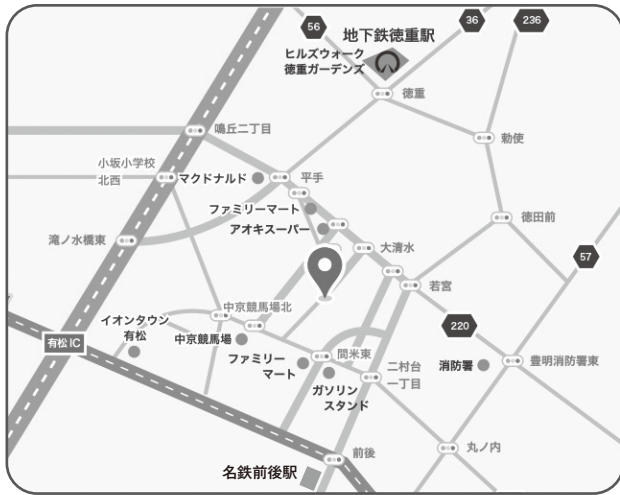 56
36
236
地下鉄徳重駅
ヒルズウォーク
徳重ガーデンズ
徳重
鳴丘二丁目
勅使
小坂小学校
北西
マクドナルド
平手
ファミリーマート
アオキスーパー
徳田前
滝ノ水橋東
大清水
57
若宮
中京競馬場北
イオンタウン
有松
220
有松IC
中京競馬場
ファミリー
マート
間米東
ガソリン
スタンド
二村台
一丁目
消防署
豊明消防署東
前後
丸ノ内
名鉄前後駅